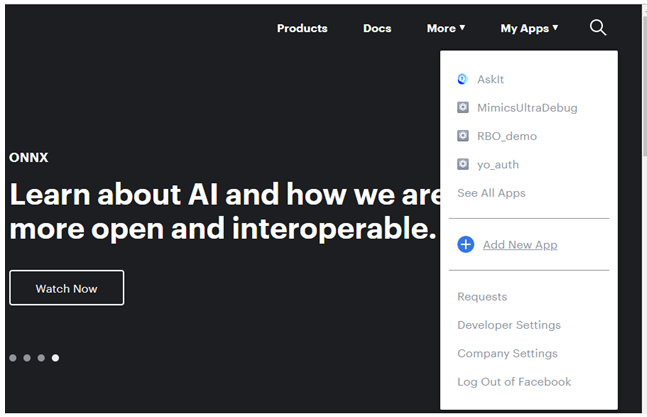 Products Docs More My Apps
AskIt
MimicsUltraDebug
RBO_demo
yo_auth
See All Apps
Add New App
Requests
Developer Settings
Company Settings
Log Out of Facebook
ONNX
Learn about AI and how we are
more open and interoperable.
Watch Now